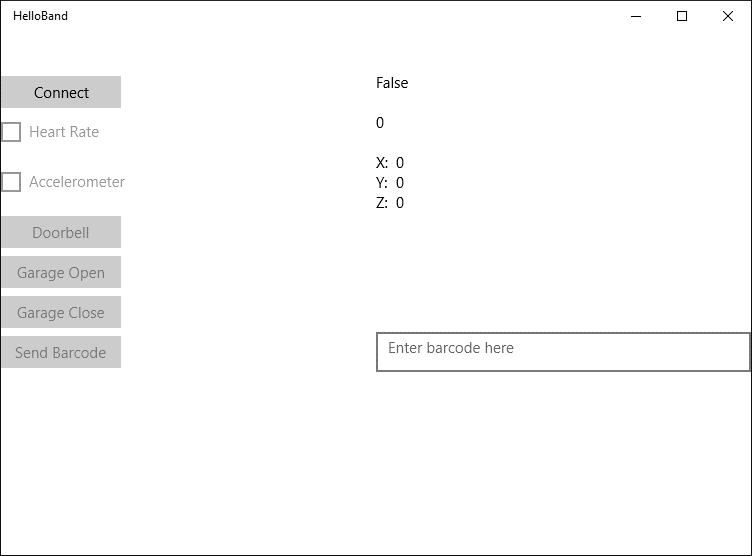 HelloBand
Connect
False
Heart Rate
0
Accelerometer
X: 0
Y: 0
Z: 0
Doorbell
Garage Open
Garage Close
Send Barcode
Enter barcode here